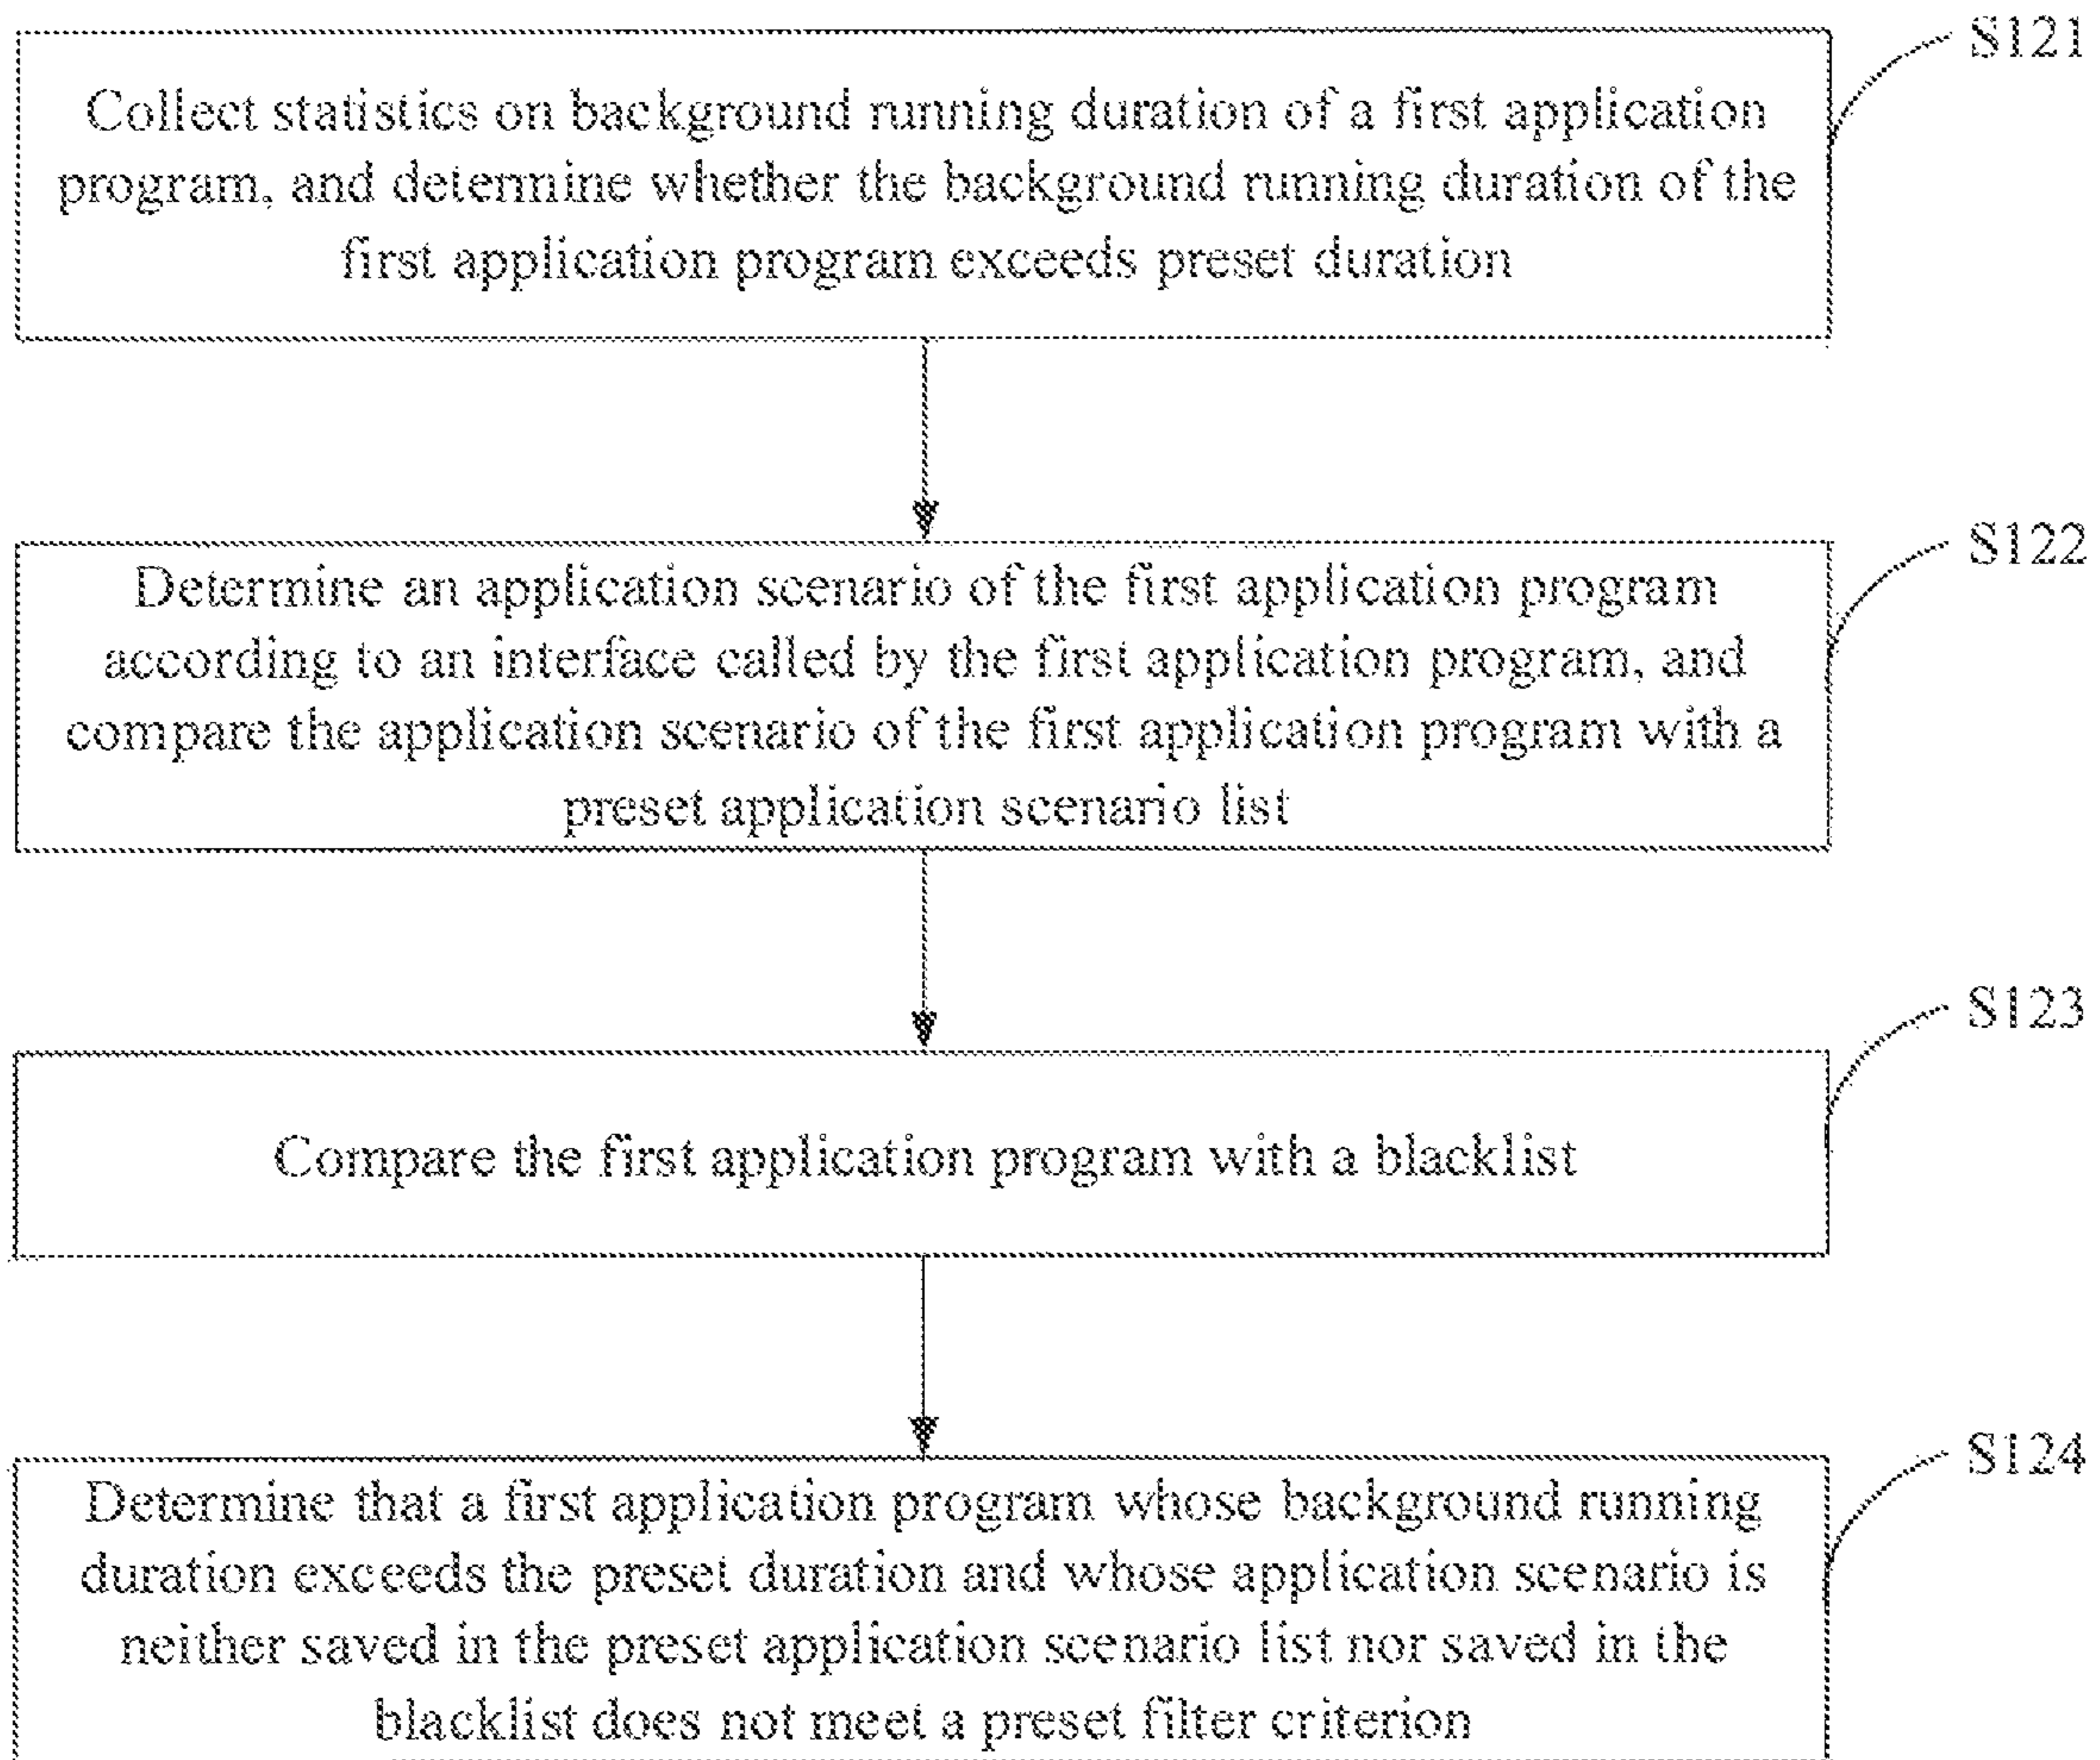 S121
Collect statistics on background running duration of a first application
program, and determine whether the background running duration of the
first application program exceeds preset duration
S122
Determine an application scenario of the first application program
according to an interface called by the first application program, and
compare the application scenario of the first application program with a
preset application scenario list
S123
Compare the first application program with a blacklist
S124
Determine that a first application program whose background running
duration exceeds the preset duration and whose application scenario is
neither saved in the preset application scenario list nor saved in the
blacklist does not meet a preset filter criterion